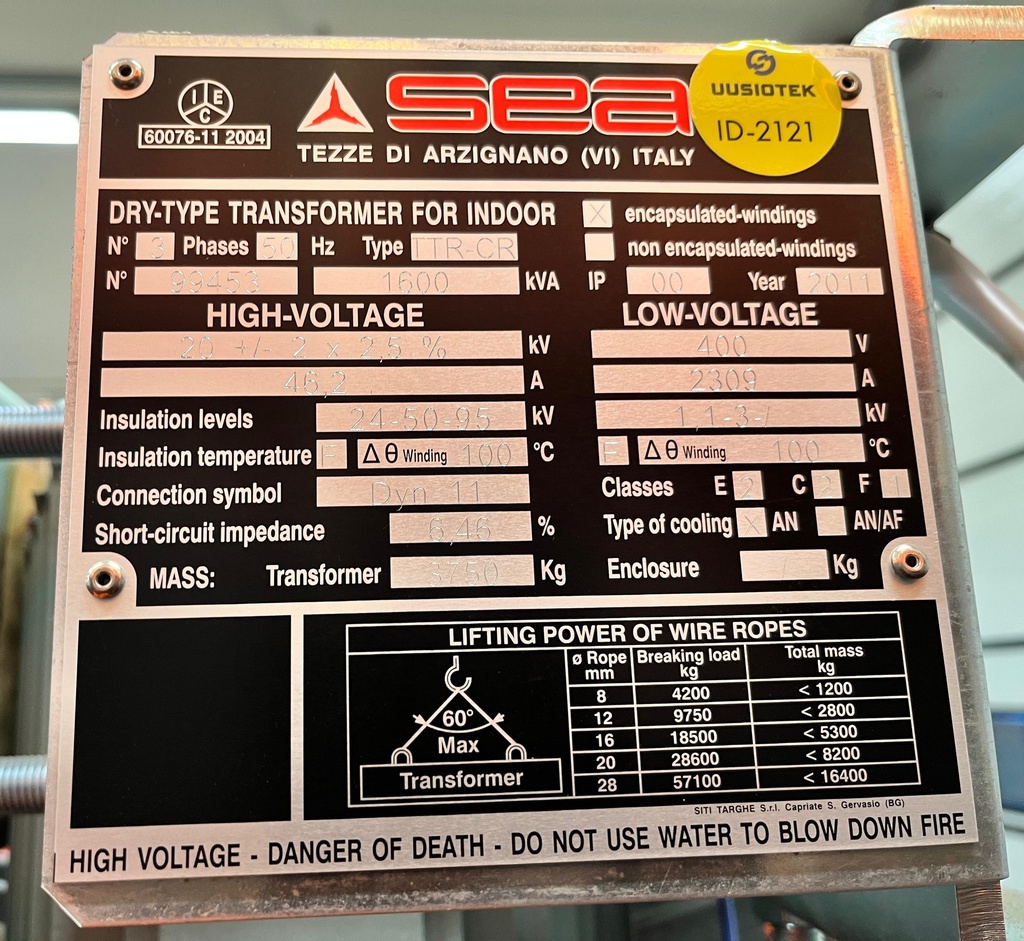 I E C
60076-11 2004
sea
TEZZE DI ARZIGNANO (VI) ITALY
UUSIOTEK
ID-2121
DRY-TYPE TRANSFORMER FOR INDOOR X encapsulated-windings
N° 3 Phases 50 Hz Type TTR-CR non encapsulated-windings
N° 99453 1600 kVA IP 00 Year 2011
HIGH-VOLTAGE LOW-VOLTAGE
20 +/- 2 x 2,5 % kV 400 V
46,2 A 2309 A
Insulation levels 24-50-95 kV 1,1-3-/ kV
Insulation temperature F Δ θ Winding 100 °C F Δ θ Winding 100 °C
Connection symbol Dyn 11 Classes E 2 C 2 F 1
Short-circuit impedance 6,46 % Type of cooling X AN AN/AF
MASS: Transformer 3750 Kg Enclosure / Kg
LIFTING POWER OF WIRE ROPES
60°
Max
Transformer
ø Rope mm Breaking load kg Total mass kg
8 4200 < 1200
12 9750 < 2800
16 18500 < 5300
20 28600 < 8200
28 57100 < 16400
SITI TARGHE S.r.l. Capriate S. Gervasio (BG)
HIGH VOLTAGE - DANGER OF DEATH - DO NOT USE WATER TO BLOW DOWN FIRE